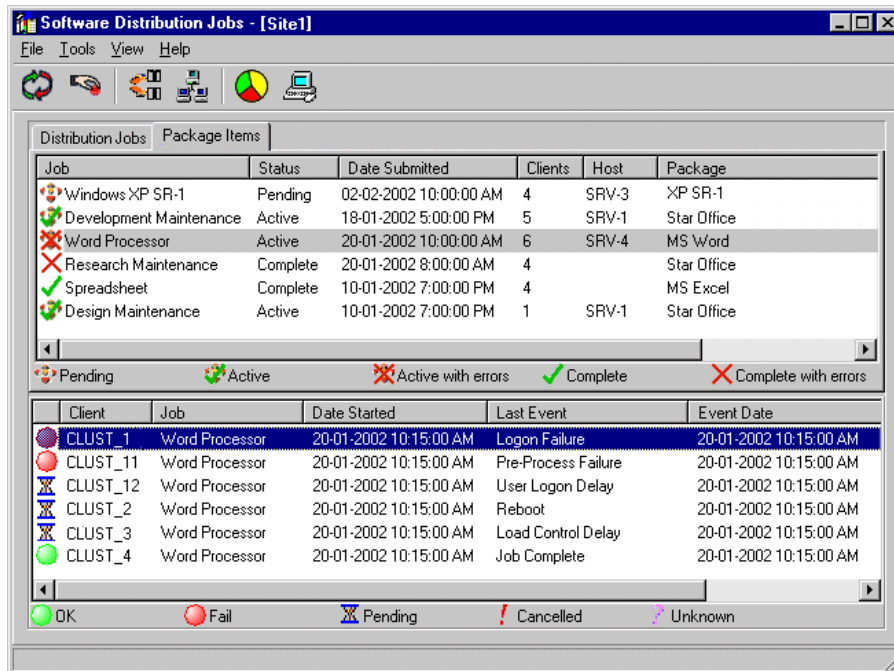 Software Distribution Jobs - [Site1]
File Tools View Help
Distribution Jobs Package Items
Job Status Date Submitted Clients Host Package
Windows XP SR-1 Pending 02-02-2002 10:00:00 AM 4 SRV-3 XP SR-1
Development Maintenance Active 18-01-2002 5:00:00 PM 5 SRV-1 Star Office
Word Processor Active 20-01-2002 10:00:00 AM 6 SRV-4 MS Word
Research Maintenance Complete 20-01-2002 8:00:00 AM 4 Star Office
Spreadsheet Complete 10-01-2002 7:00:00 PM 4 MS Excel
Design Maintenance Active 10-01-2002 7:00:00 PM 1 SRV-1 Star Office
Pending Active Active with errors Complete Complete with errors
Client Job Date Started Last Event Event Date
CLUST_1 Word Processor 20-01-2002 10:15:00 AM Logon Failure 20-01-2002 10:15:00 AM
CLUST_11 Word Processor 20-01-2002 10:15:00 AM Pre-Process Failure 20-01-2002 10:15:00 AM
CLUST_12 Word Processor 20-01-2002 10:15:00 AM User Logon Delay 20-01-2002 10:15:00 AM
CLUST_2 Word Processor 20-01-2002 10:15:00 AM Reboot 20-01-2002 10:15:00 AM
CLUST_3 Word Processor 20-01-2002 10:15:00 AM Load Control Delay 20-01-2002 10:15:00 AM
CLUST_4 Word Processor 20-01-2002 10:15:00 AM Job Complete 20-01-2002 10:15:00 AM
OK Fail Pending Cancelled Unknown